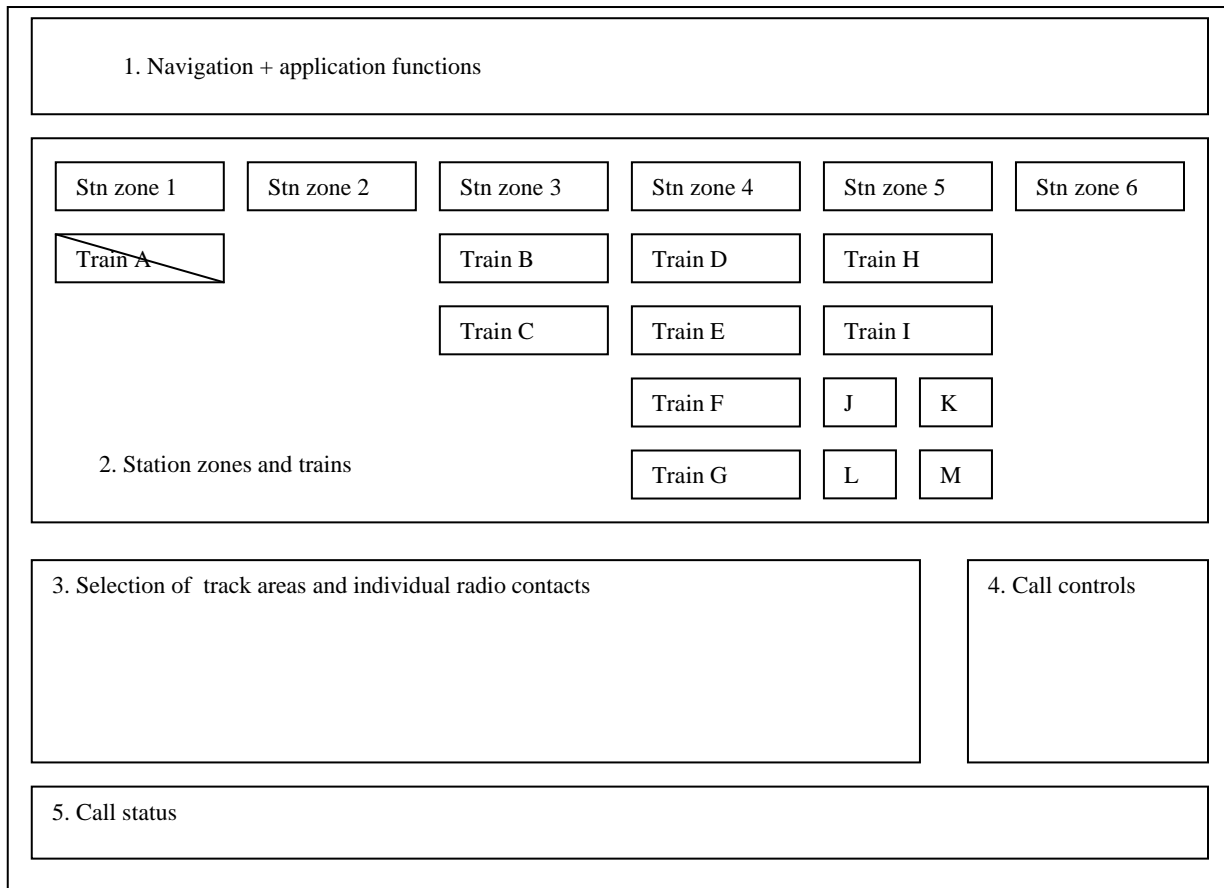 1. Navigation + application functions
Stn zone 1 Stn zone 2 Stn zone 3 Stn zone 4 Stn zone 5 Stn zone 6
Train A Train B Train D Train H
Train C Train E Train I
Train F J K
2. Station zones and trains
Train G L M
3. Selection of track areas and individual radio contacts
4. Call controls
5. Call status